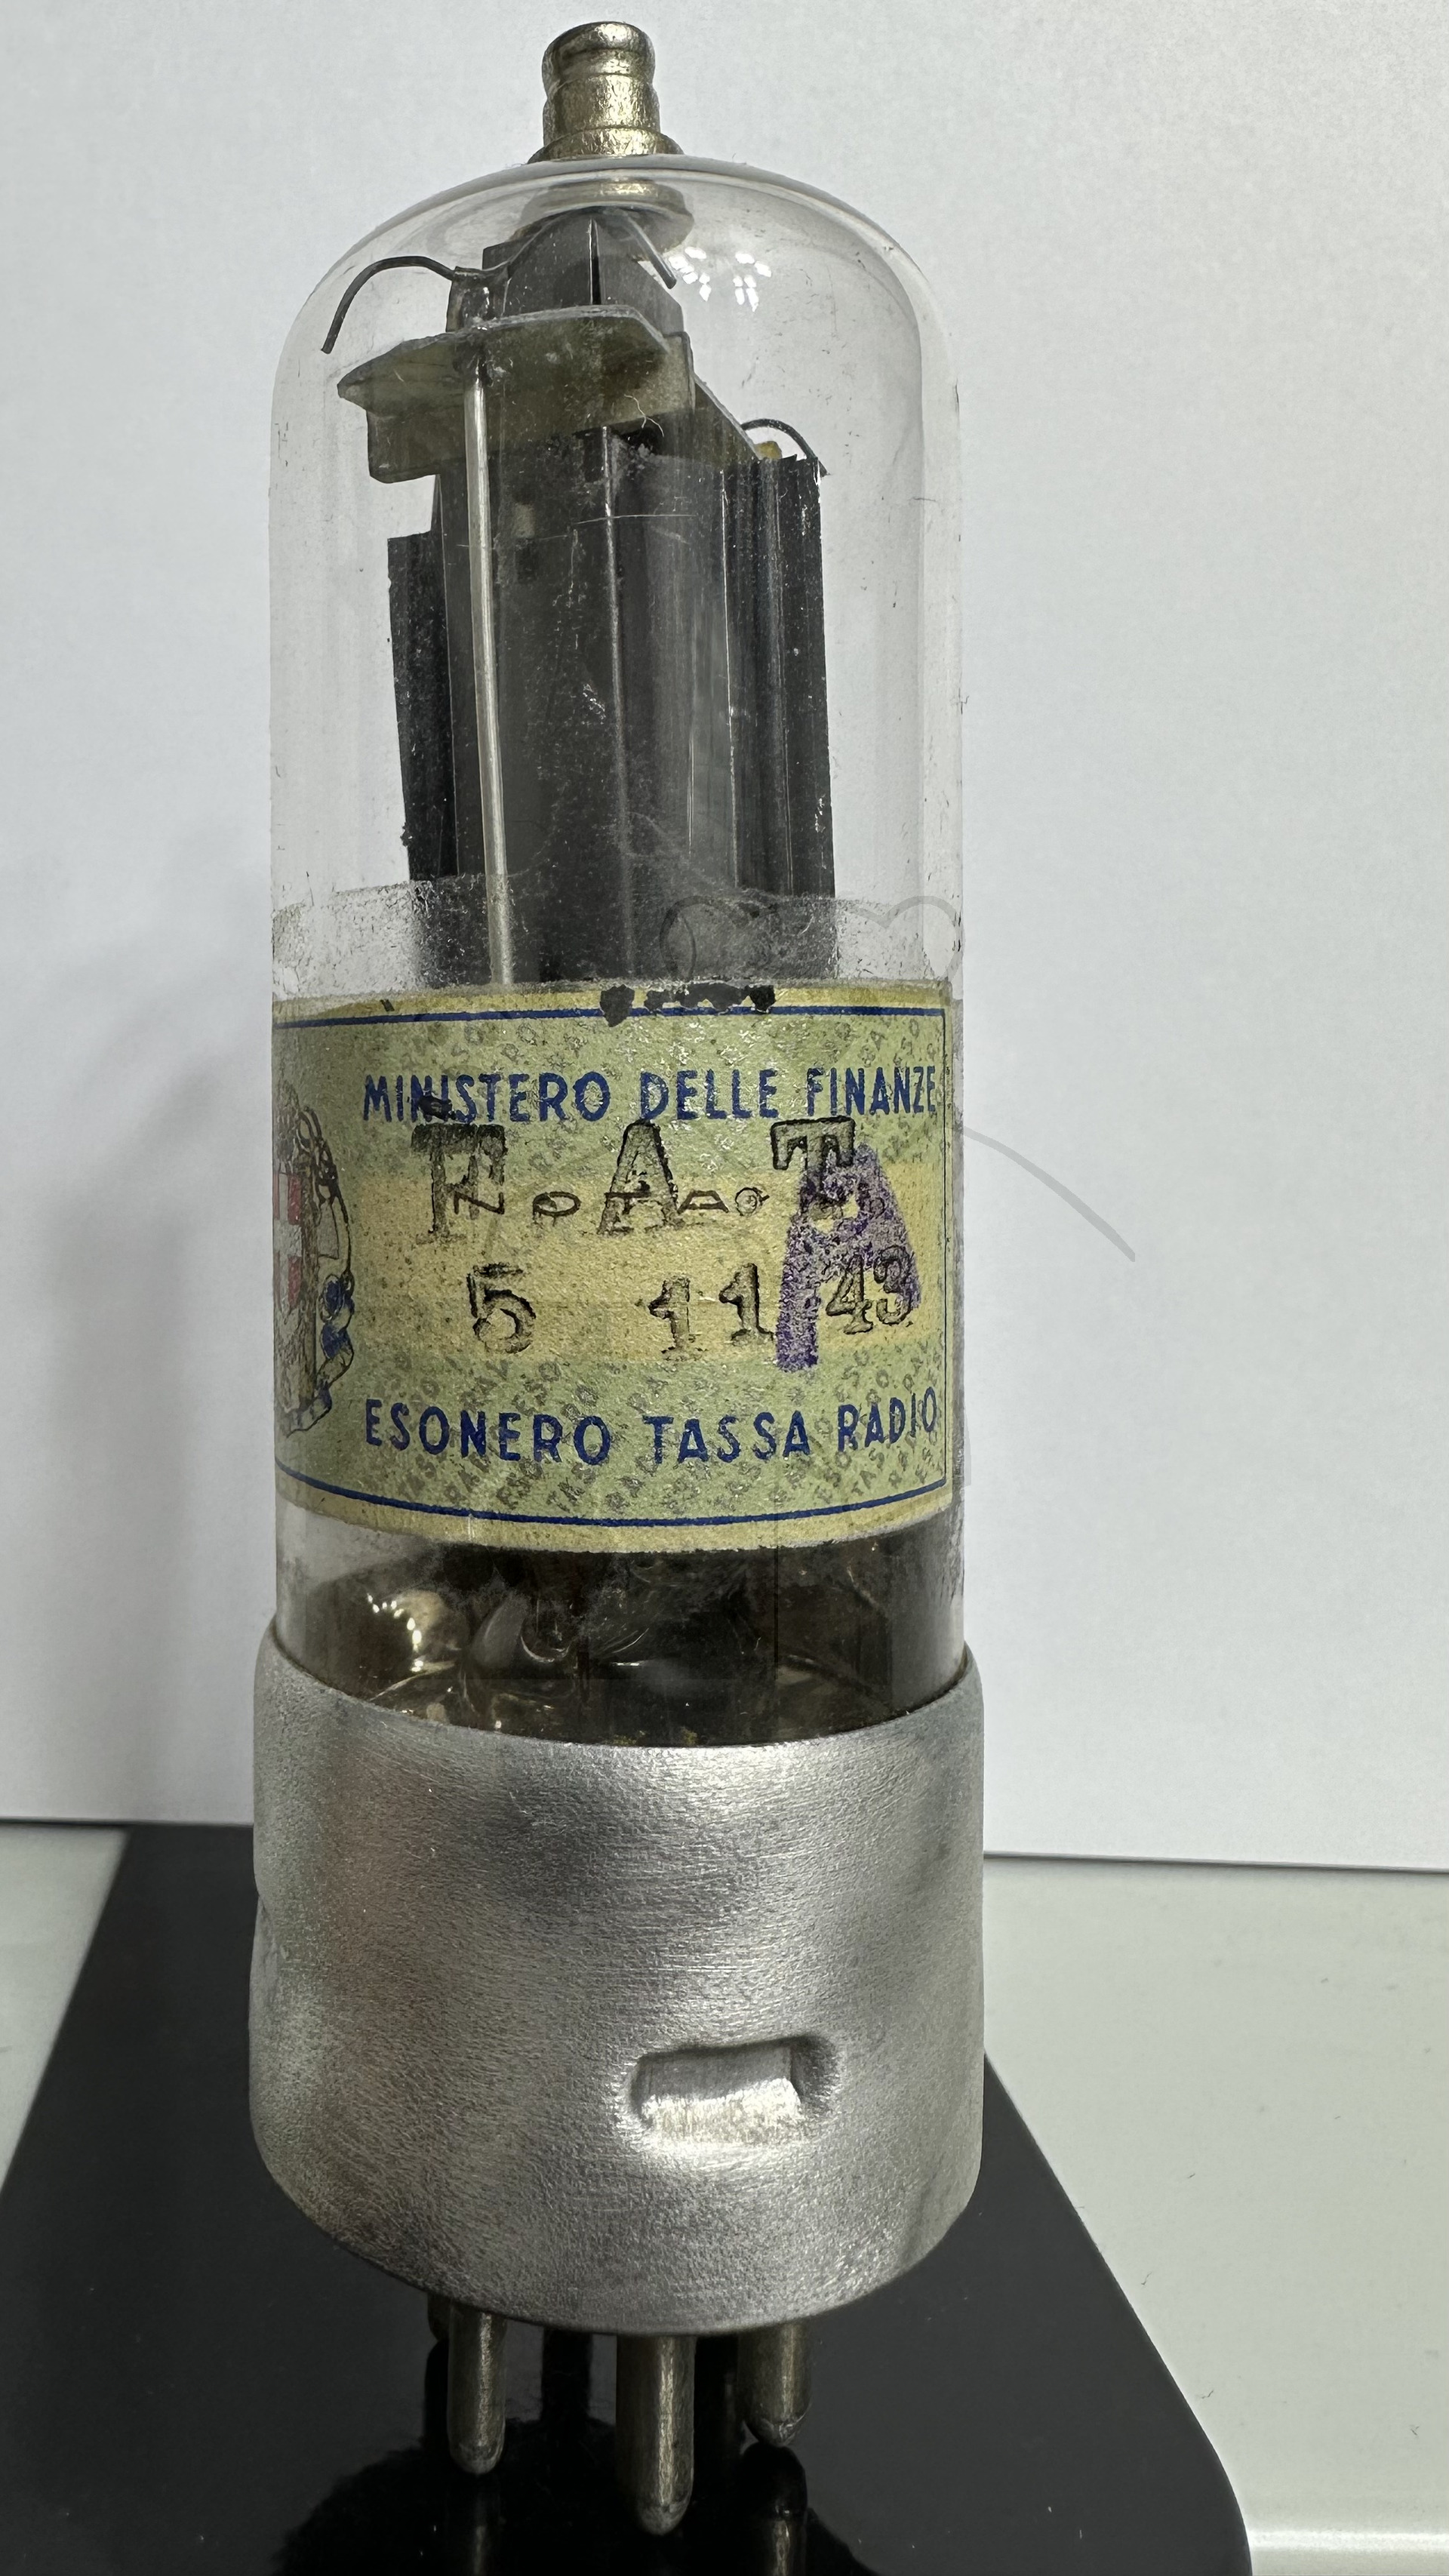 MINISTERO DELLE FINANZE
F. A. T.
5 11 43
ESONERO TASSA RADIO